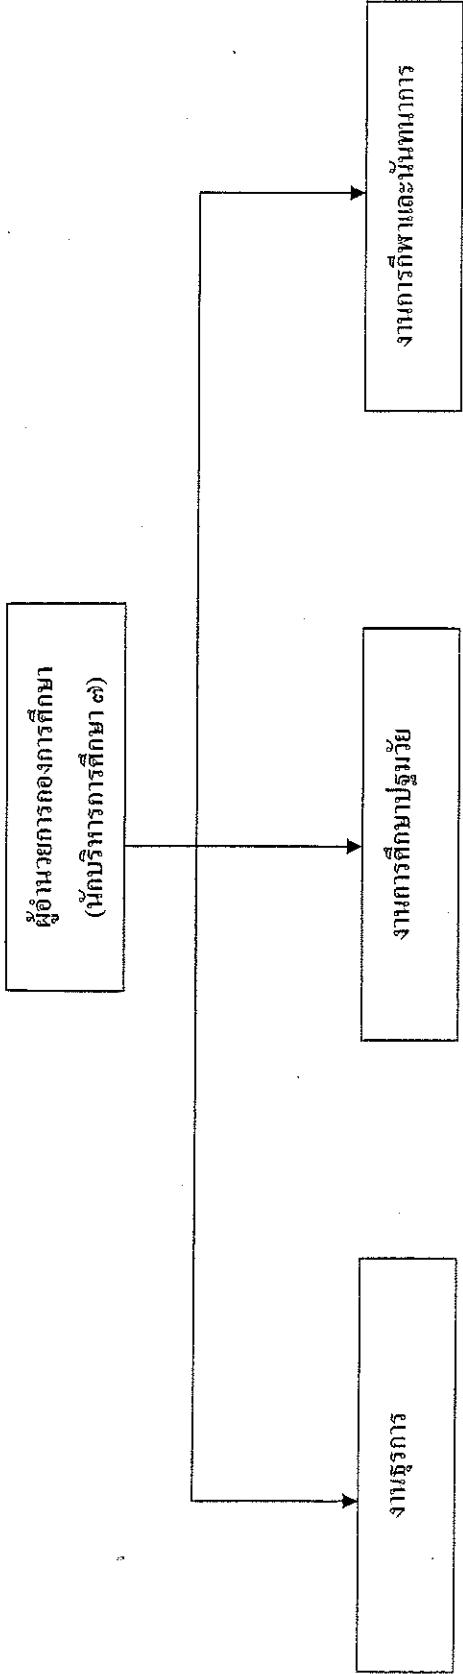 ผู้อำนวยการกองการศึกษา
(นักบริหารการศึกษา ๗)
งานธุรการ
งานการศึกษาปฐมวัย
งานการกีฬาและนันทนาการ